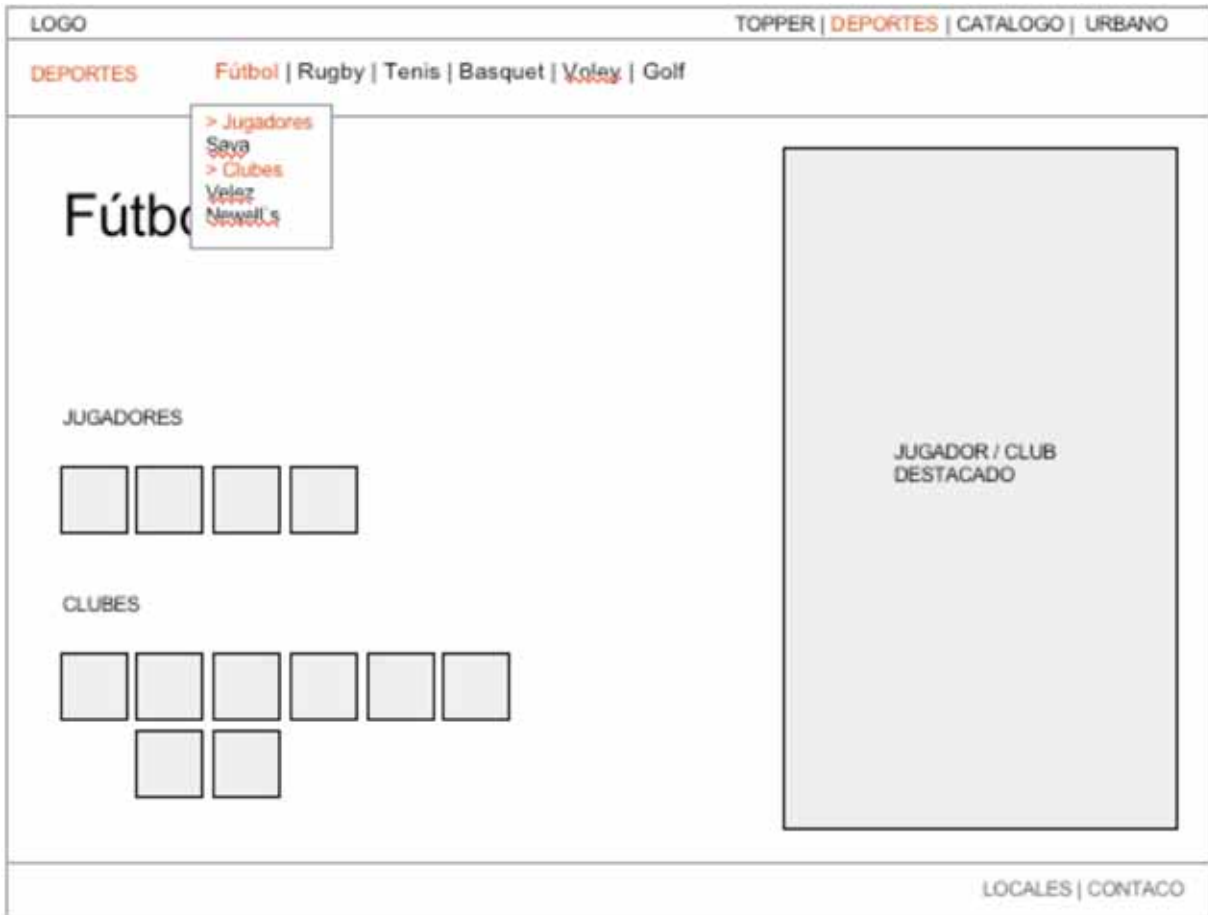 LOGO
TOPPER | DEPORTES | CATALOGO | URBANO
DEPORTES
Fútbol | Rugby | Tenis | Basquet | Voley | Golf
> Jugadores
Sava
> Clubes
Velez
Newell´s
Fútbo
JUGADORES
CLUBES
JUGADOR / CLUB
DESTACADO
LOCALES | CONTACO